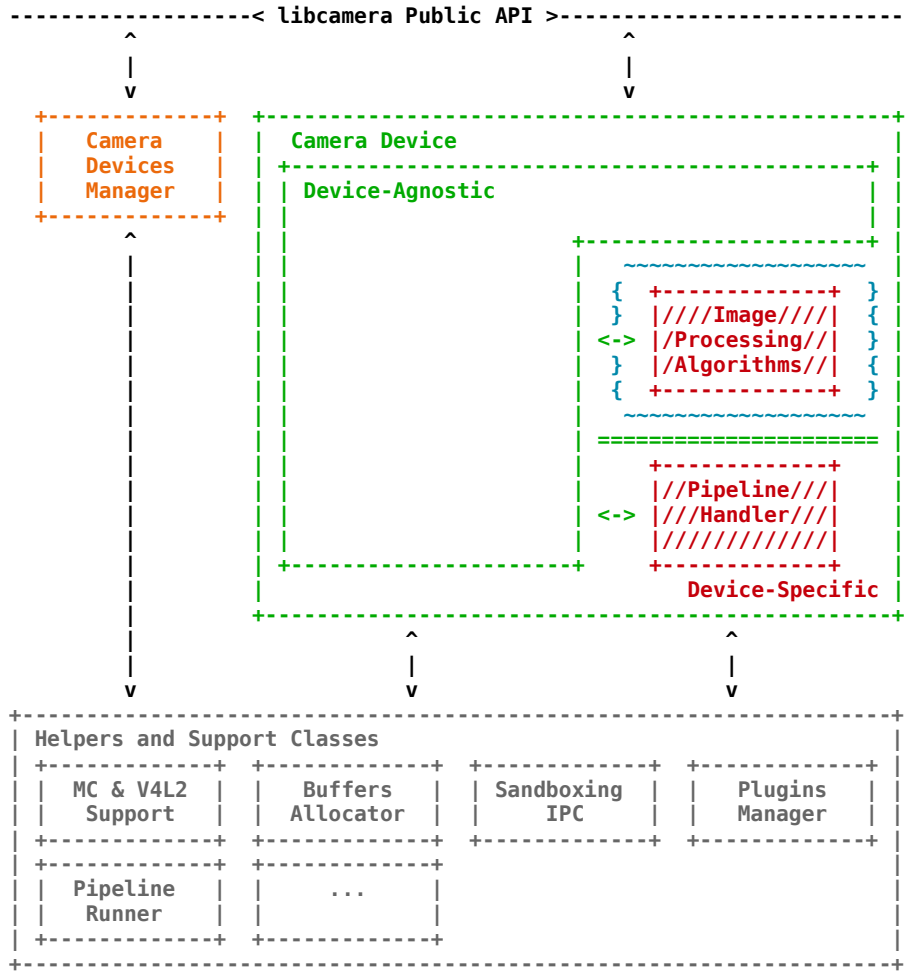 < libcamera Public API >
Camera
Devices
Manager
Camera Device
Device-Agnostic
////Image////
/Processing//
/Algorithms//
//Pipeline///
///Handler///
/////////////
Device-Specific
Helpers and Support Classes
MC & V4L2
Support
Buffers
Allocator
Sandboxing
IPC
Plugins
Manager
Pipeline
Runner
...